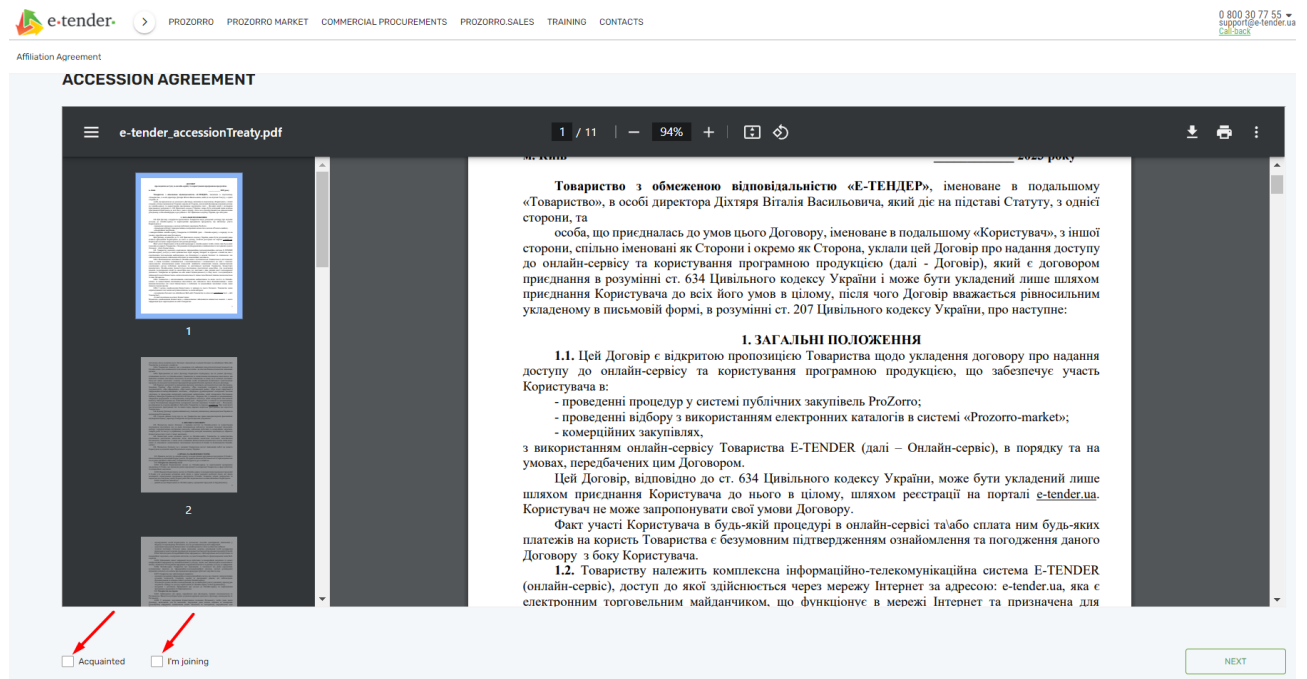 e-tender.
PROZORRO PROZORRO MARKET COMMERCIAL PROCUREMENTS PROZORRO.SALES TRAINING CONTACTS
0 800 30 77 55
support@e-tender.ua
Call-back
Affiliation Agreement
ACCESSION AGREEMENT
e-tender_accessionTreaty.pdf
1 / 11 | − 94% +
1
2
м. Київ ____________ 2023 року
Товариство з обмеженою відповідальністю «Е-ТЕНДЕР», іменоване в подальшому
«Товариство», в особі директора Діхтяря Віталія Васильовича, який діє на підставі Статуту, з однієї
сторони, та
особа, що приєдналась до умов цього Договору, іменоване в подальшому «Користувач», з іншої
сторони, спільно іменовані як Сторони і окремо як Сторона, уклали цей Договір про надання доступу
до онлайн-сервісу та користування програмною продукцією (далі - Договір), який є договором
приєднання в розумінні ст. 634 Цивільного кодексу України і може бути укладений лише шляхом
приєднання Користувача до всіх його умов в цілому, після чого Договір вважається рівносильним
укладеному в письмовій формі, в розумінні ст. 207 Цивільного кодексу України, про наступне:
1. ЗАГАЛЬНІ ПОЛОЖЕННЯ
1.1. Цей Договір є відкритою пропозицією Товариства щодо укладення договору про надання
доступу до онлайн-сервісу та користування програмною продукцією, що забезпечує участь
Користувача в:
- проведенні процедур у системі публічних закупівель ProZorro;
- проведенні відбору з використанням електронних каталогів в системі «Prozorro-market»;
- комерційних закупівлях,
з використанням онлайн-сервісу Товариства E-TENDER (далі – Онлайн-сервіс), в порядку та на
умовах, передбачених цим Договором.
Цей Договір, відповідно до ст. 634 Цивільного кодексу України, може бути укладений лише
шляхом приєднання Користувача до нього в цілому, шляхом реєстрації на порталі e-tender.ua.
Користувач не може запропонувати свої умови Договору.
Факт участі Користувача в будь-якій процедурі в онлайн-сервісі та\або сплата ним будь-яких
платежів на користь Товариства є безумовним підтвердженням ознайомлення та погодження даного
Договору з боку Користувача.
1.2. Товариству належить комплексна інформаційно-телекомунікаційна система E-TENDER
(онлайн-сервіс), доступ до якої здійснюється через мережу Інтернет за адресою: e-tender.ua, яка є
електронним торговельним майданчиком, що функціонує в мережі Інтернет та призначена для
Acquainted I'm joining
NEXT